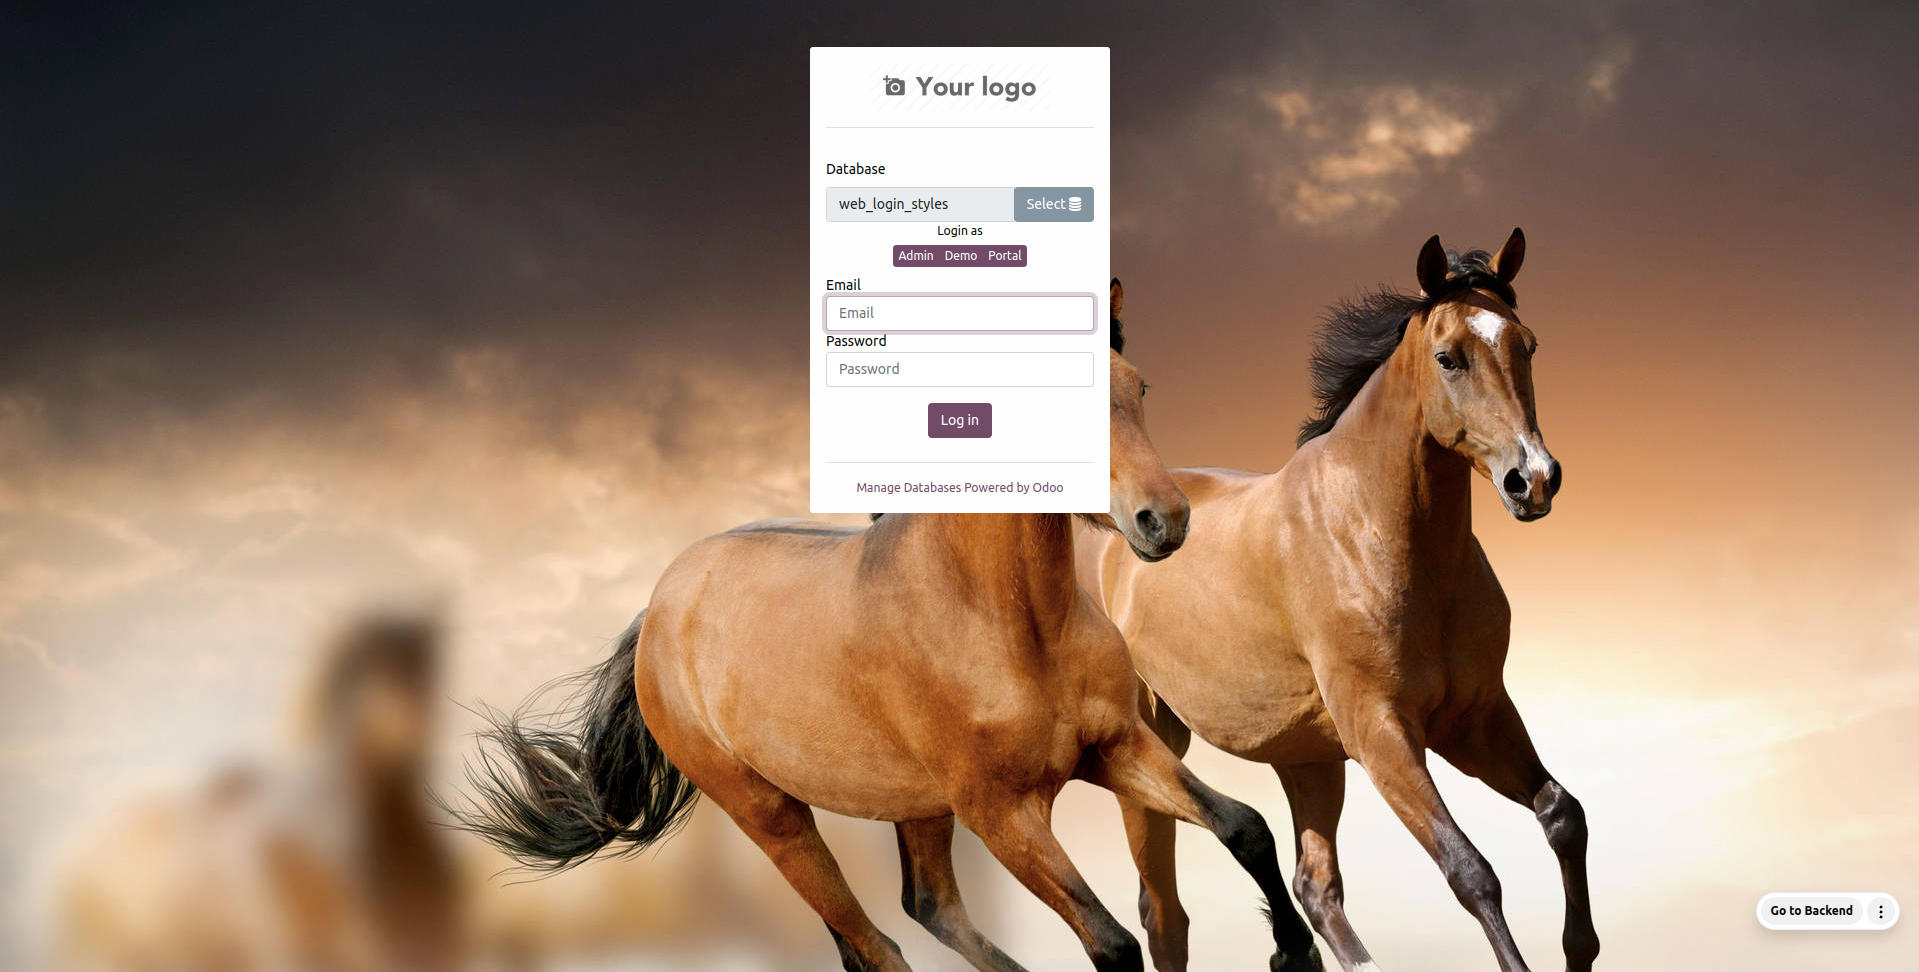 Your logo
Database
web_login_styles Select
Login as
Admin Demo Portal
Email
Email
Password
Password
Log in
Manage Databases Powered by Odoo
Go to Backend